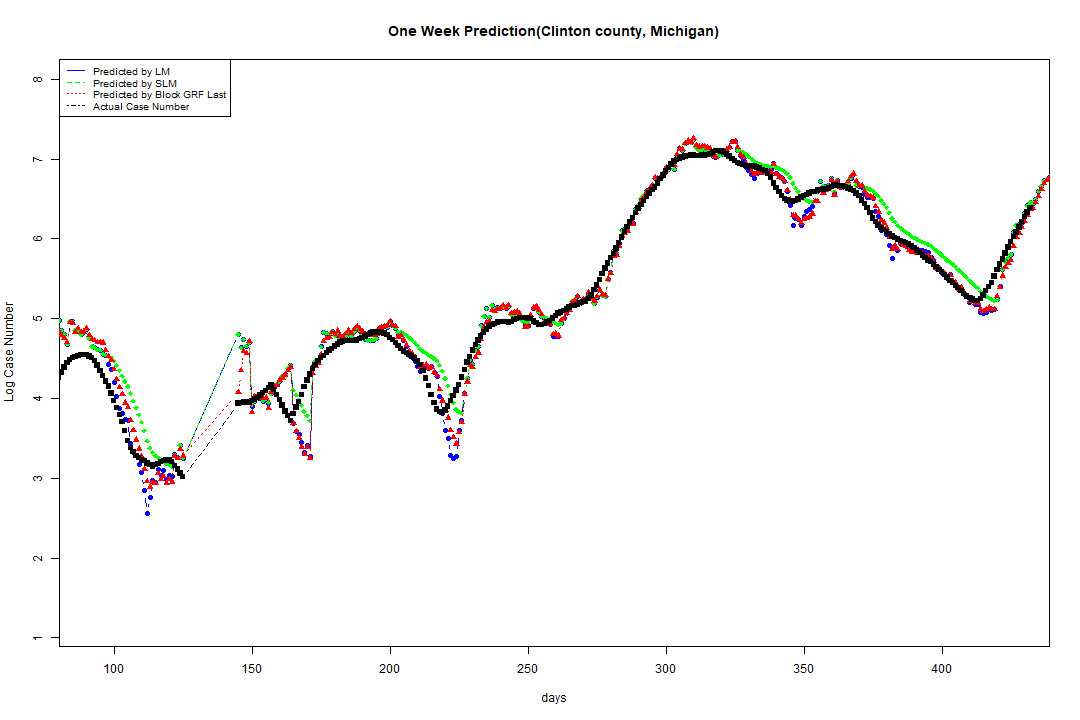 One Week Prediction(Clinton county, Michigan)
Predicted by LM
Predicted by SLM
Predicted by Block GRF Last
Actual Case Number
Log Case Number
8
7
6
5
4
3
2
1
100 150 200 250 300 350 400
days